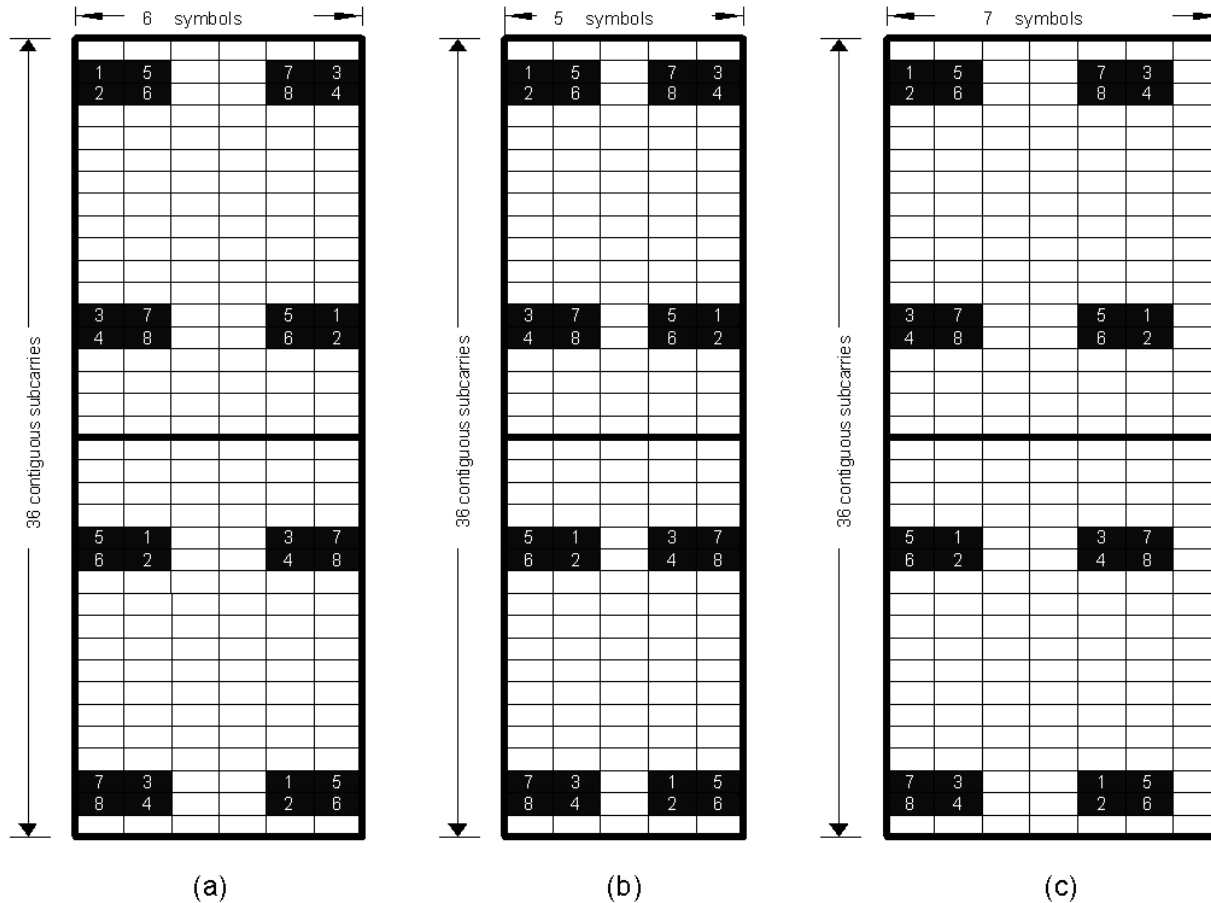 6 symbols 5 symbols 7 symbols
1 5 7 3 1 5 7 3 1 5 7 3
2 6 8 4 2 6 8 4 2 6 8 4
3 7 5 1 3 7 5 1 3 7 5 1
4 8 6 2 4 8 6 2 4 8 6 2
36 contiguous subcarries 36 contiguous subcarries 36 contiguous subcarries
5 1 3 7 5 1 3 7 5 1 3 7
6 2 4 8 6 2 4 8 6 2 4 8
7 3 1 5 7 3 1 5 7 3 1 5
8 4 2 6 8 4 2 6 8 4 2 6
(a) (b) (c)